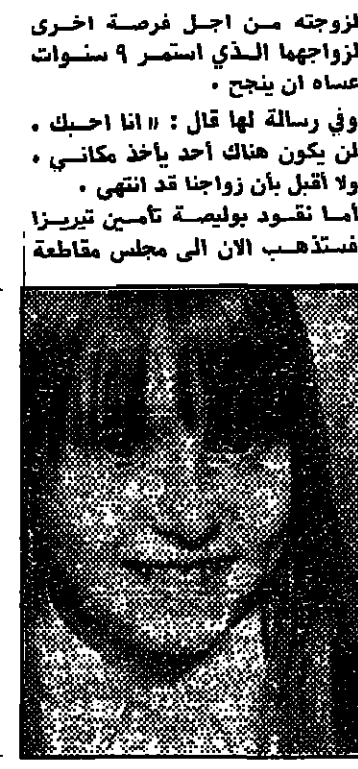 لزوجته من اجل فرصة اخرى
لزواجهما الذي استمر ٩ سنوات
عساه ان ينجح .
وفي رسالة لها قال : « انا احبك .
لن يكون هناك أحد يأخذ مكاني .
ولا أقبل بأن زواجنا قد انتهى .
أما نقود بوليصة تأمين تيريزا
فستذهب الان الى مجلس مقاطعة